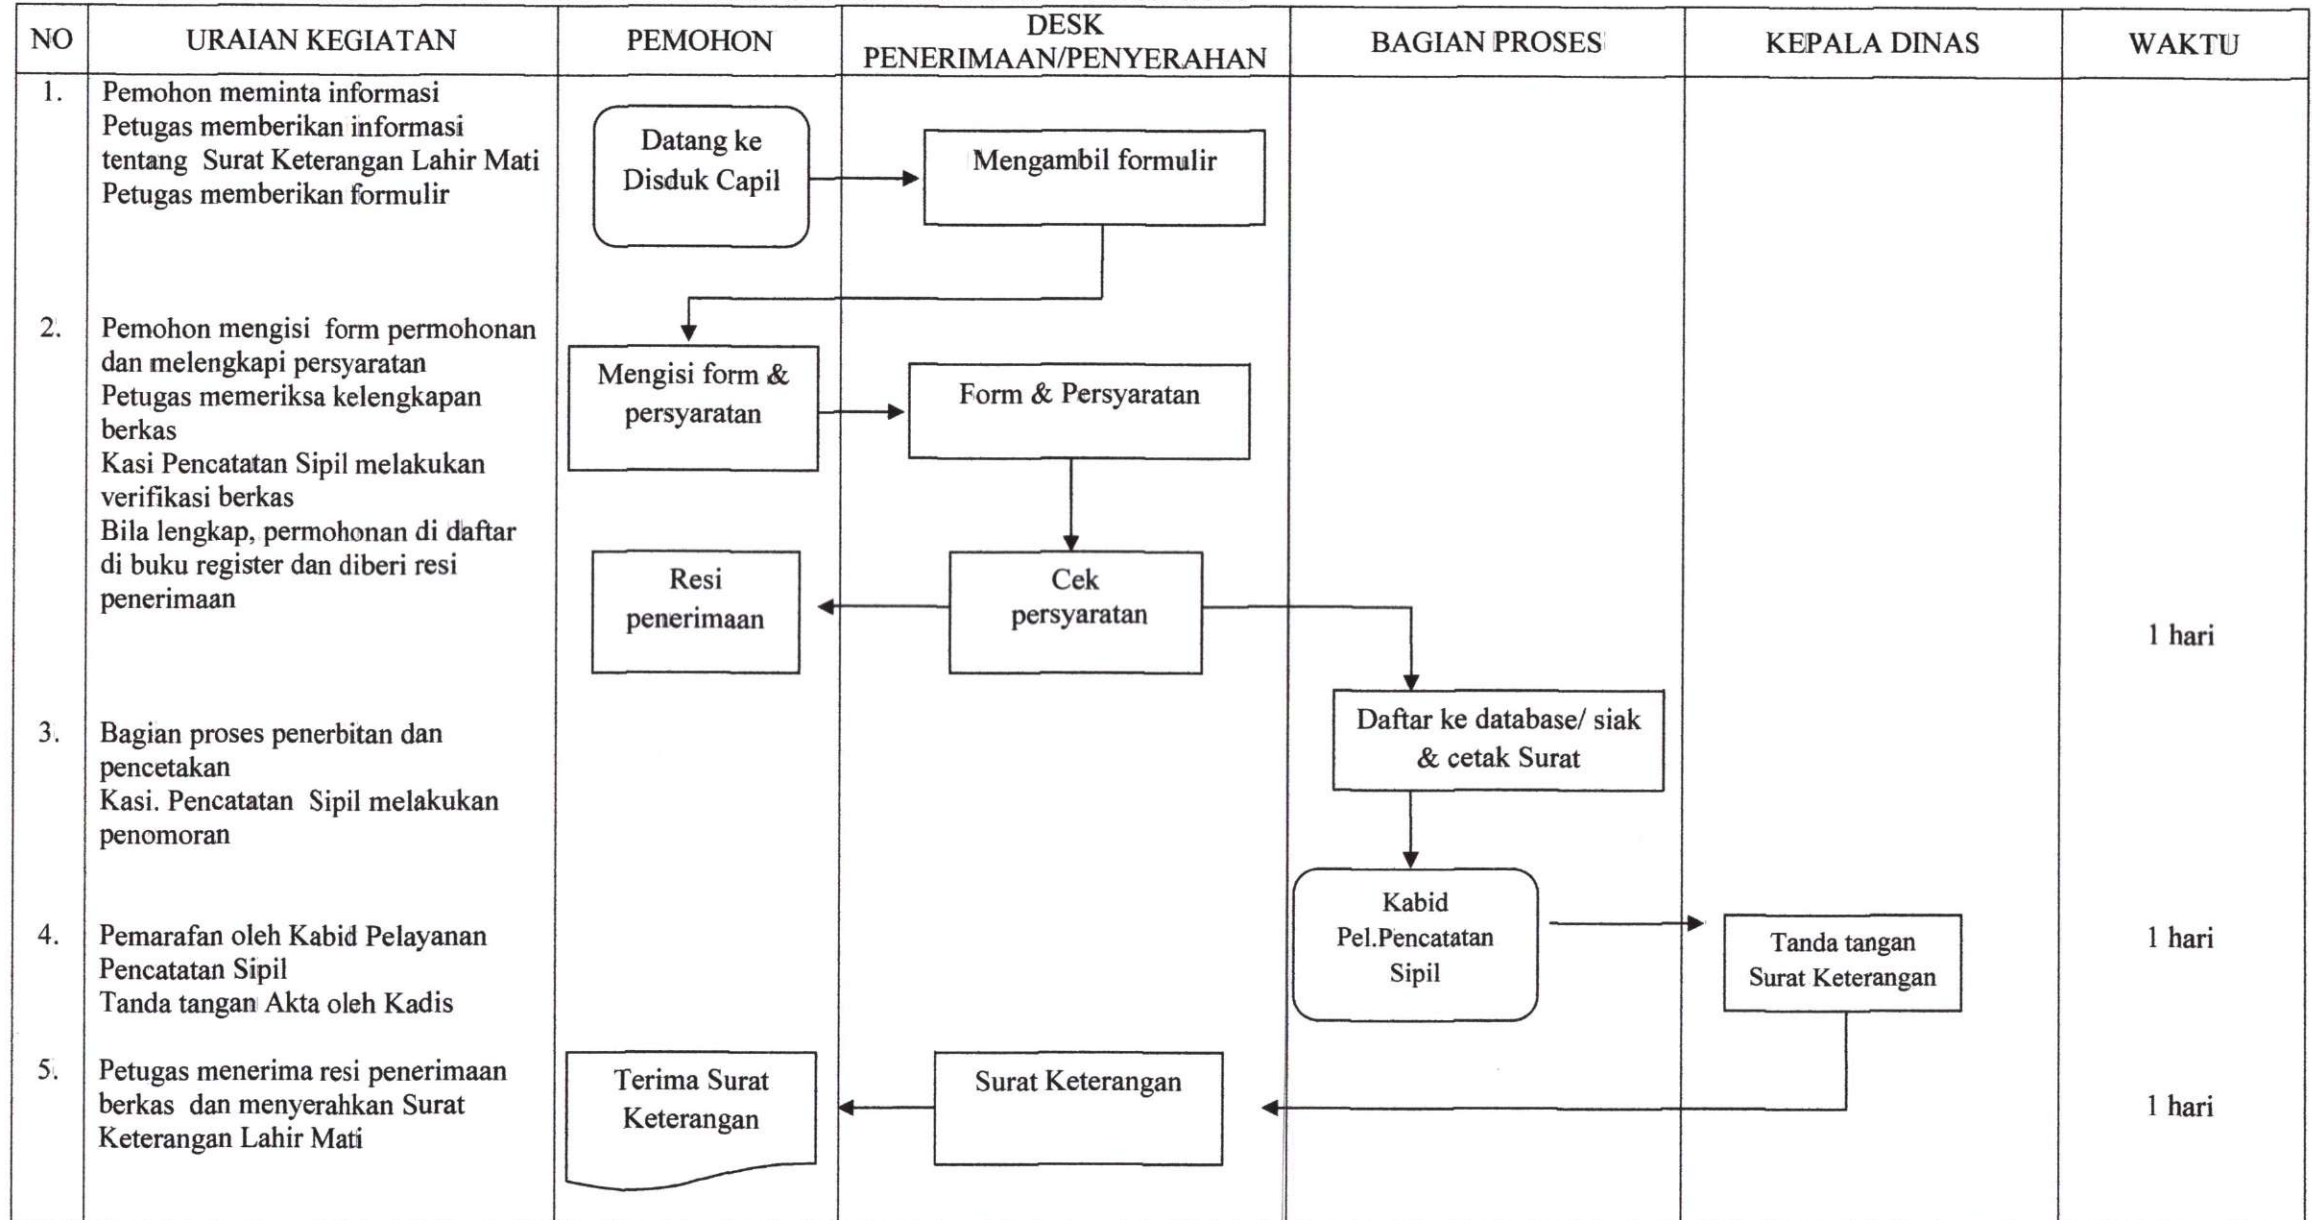 NO
URAIAN KEGIATAN
PEMOHON
DESK
PENERIMAAN/PENYERAHAN
BAGIAN PROSES
KEPALA DINAS
WAKTU
1.
Pemohon meminta informasi
Petugas memberikan informasi
tentang Surat Keterangan Lahir Mati
Petugas memberikan formulir
Datang ke
Disduk Capil
Mengambil formulir
2.
Pemohon mengisi form permohonan
dan melengkapi persyaratan
Petugas memeriksa kelengkapan
berkas
Kasi Pencatatan Sipil melakukan
verifikasi berkas
Bila lengkap, permohonan di daftar
di buku register dan diberi resi
penerimaan
Mengisi form &
persyaratan
Form & Persyaratan
Resi
penerimaan
Cek
persyaratan
1 hari
3.
Bagian proses penerbitan dan
pencetakan
Kasi. Pencatatan Sipil melakukan
penomoran
Daftar ke database/ siak
& cetak Surat
4.
Pemarafan oleh Kabid Pelayanan
Pencatatan Sipil
Tanda tangan Akta oleh Kadis
Kabid
Pel.Pencatatan
Sipil
Tanda tangan
Surat Keterangan
1 hari
5.
Petugas menerima resi penerimaan
berkas dan menyerahkan Surat
Keterangan Lahir Mati
Terima Surat
Keterangan
Surat Keterangan
1 hari